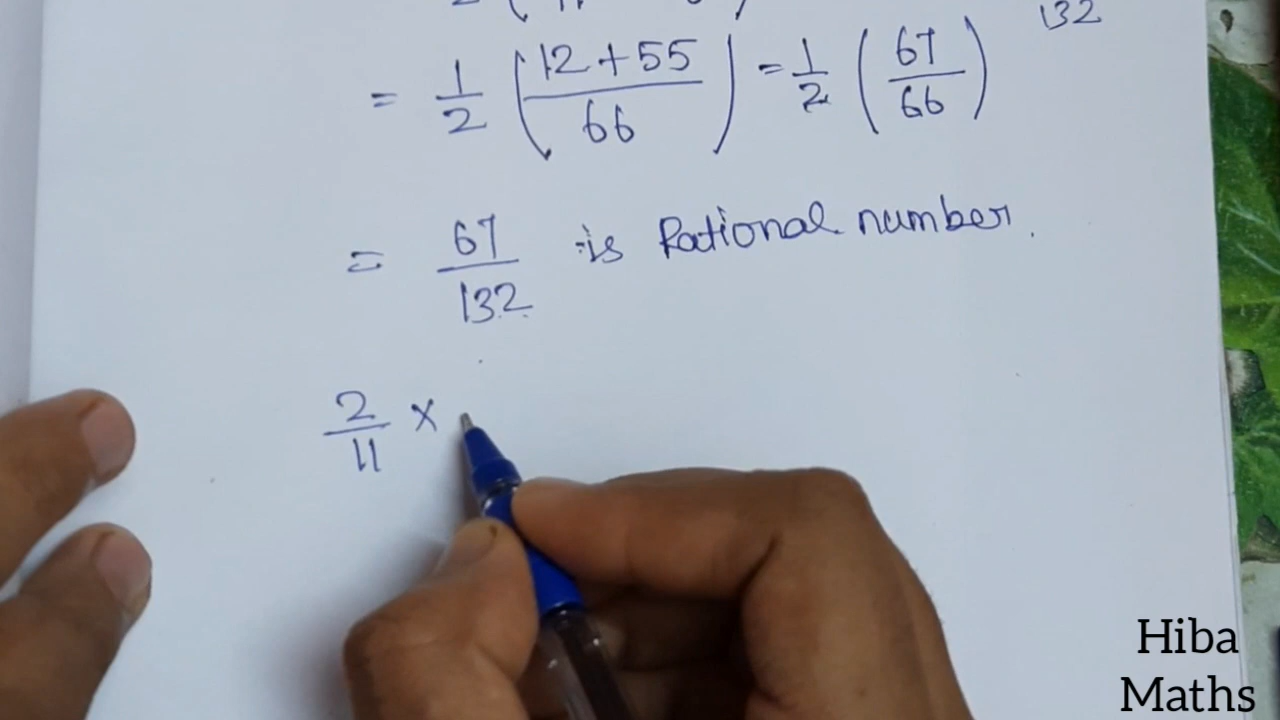 132
= 1/2 ( 12+55 / 66 ) = 1/2 ( 67/66 )
= 67/132 is Rational number.
2/11 ×
Hiba
Maths